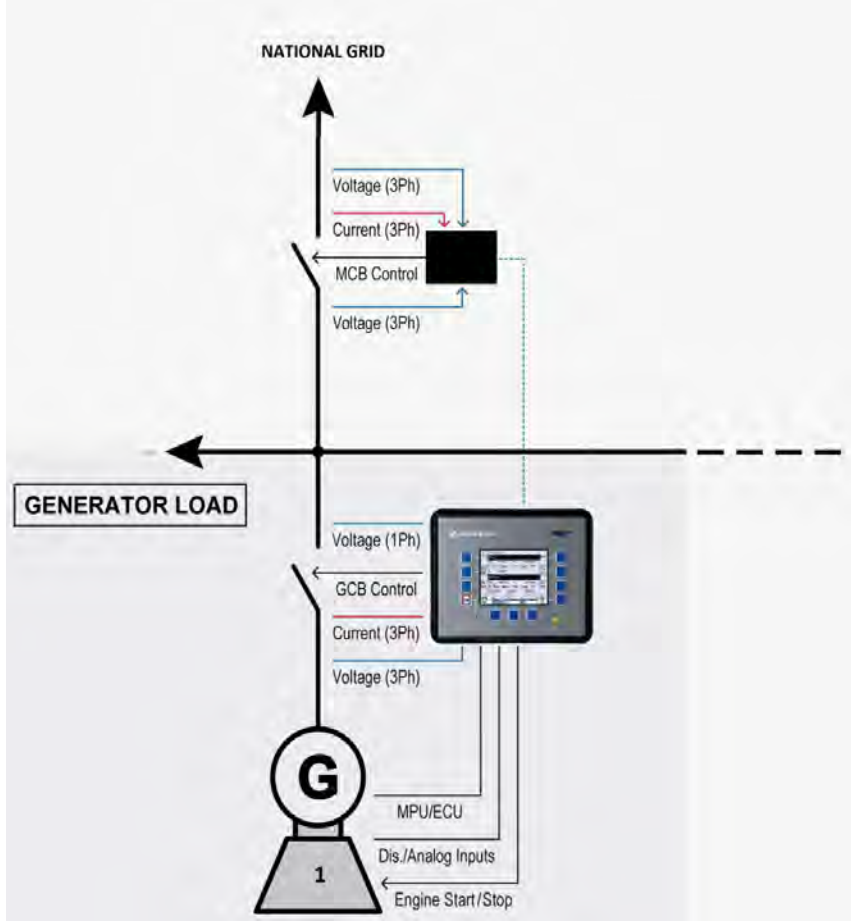 NATIONAL GRID
Voltage (3Ph)
Current (3Ph)
MCB Control
Voltage (3Ph)
GENERATOR LOAD
Voltage (1Ph)
GCB Control
Current (3Ph)
Voltage (3Ph)
G
MPU/ECU
Dis./Analog Inputs
1
Engine Start/Stop